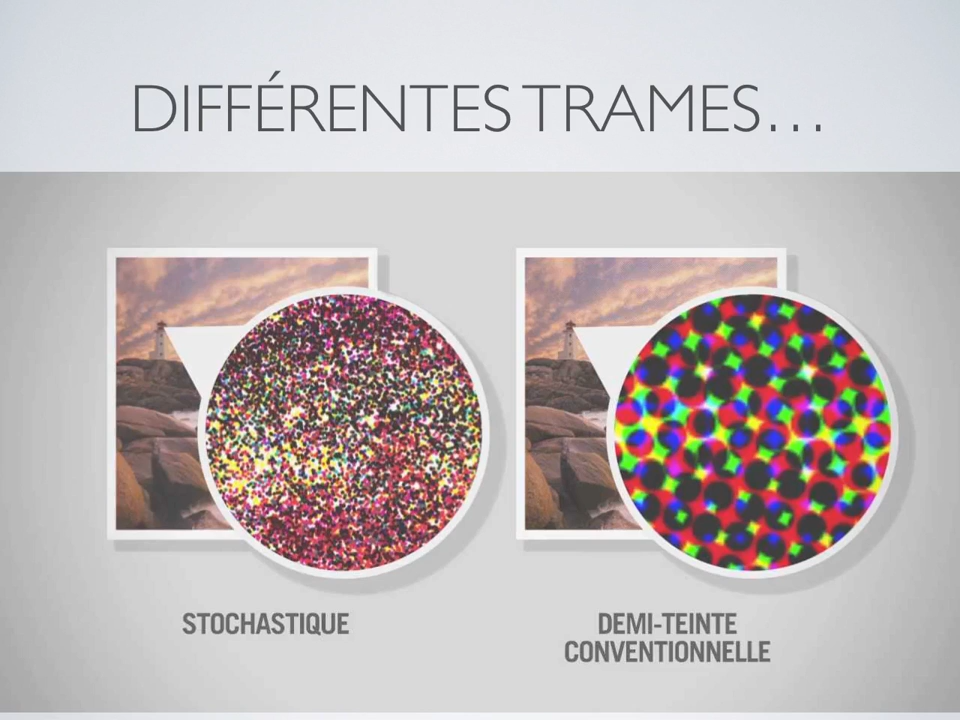 DIFFÉRENTES TRAMES...
STOCHASTIQUE
DEMI-TEINTE
CONVENTIONNELLE